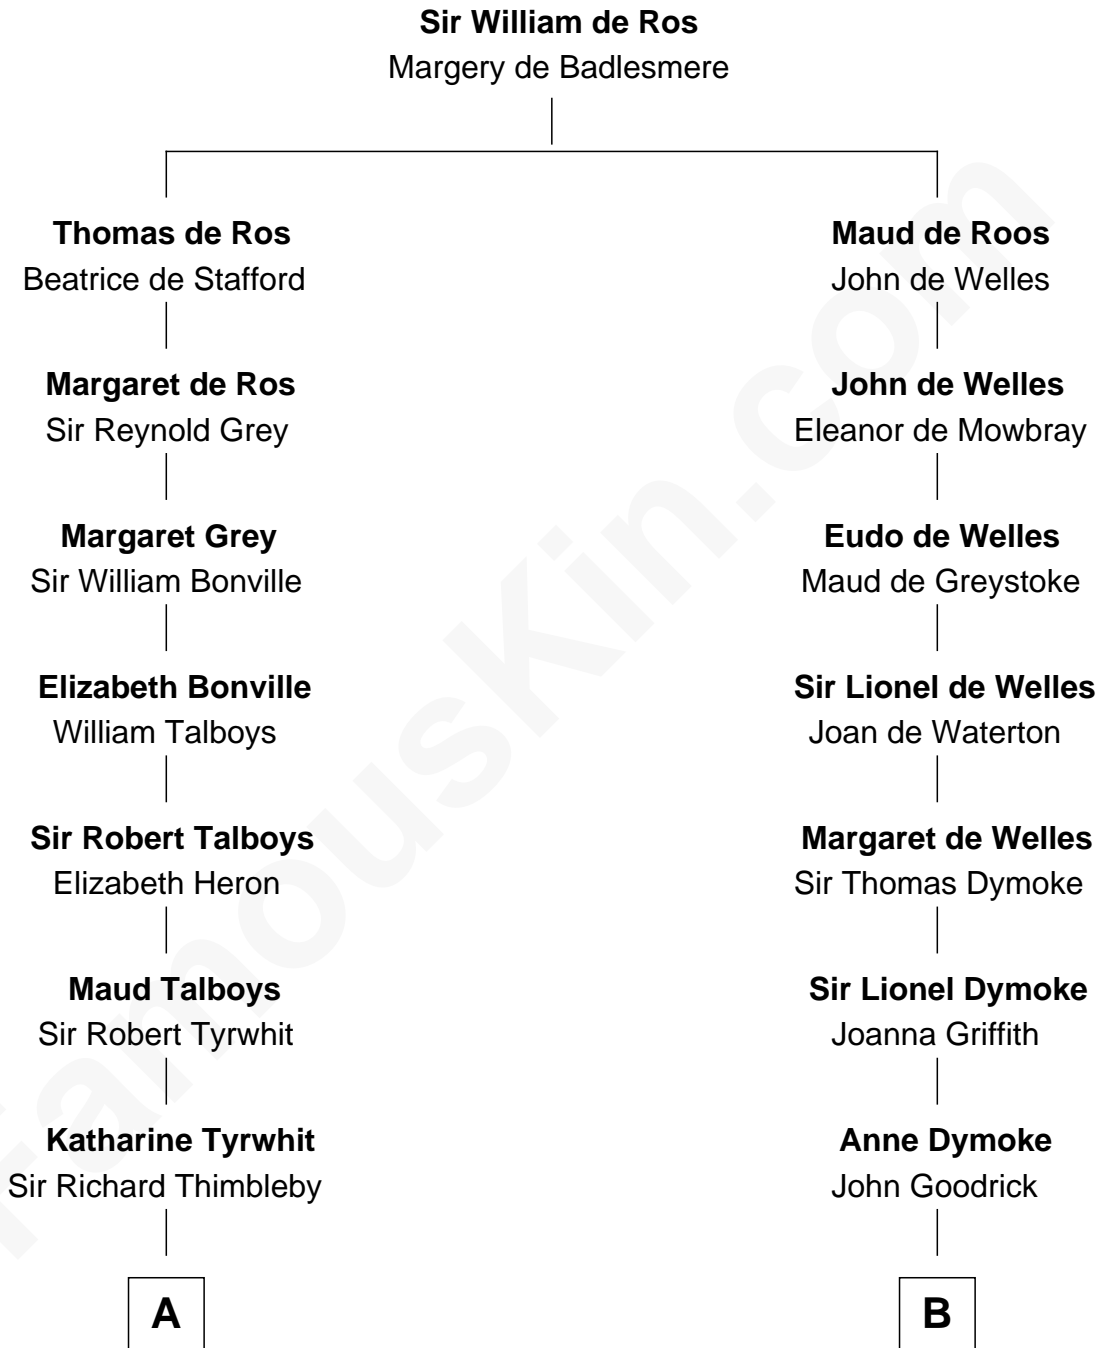 Sir William de Ros
Margery de Badlesmere
Thomas de Ros
Beatrice de Stafford
Margaret de Ros
Sir Reynold Grey
Margaret Grey
Sir William Bonville
Elizabeth Bonville
William Talboys
Sir Robert Talboys
Elizabeth Heron
Maud Talboys
Sir Robert Tyrwhit
Katharine Tyrwhit
Sir Richard Thimbleby
A
Maud de Roos
John de Welles
John de Welles
Eleanor de Mowbray
Eudo de Welles
Maud de Greystoke
Sir Lionel de Welles
Joan de Waterton
Margaret de Welles
Sir Thomas Dymoke
Sir Lionel Dymoke
Joanna Griffith
Anne Dymoke
John Goodrick
B
FamousKin.com